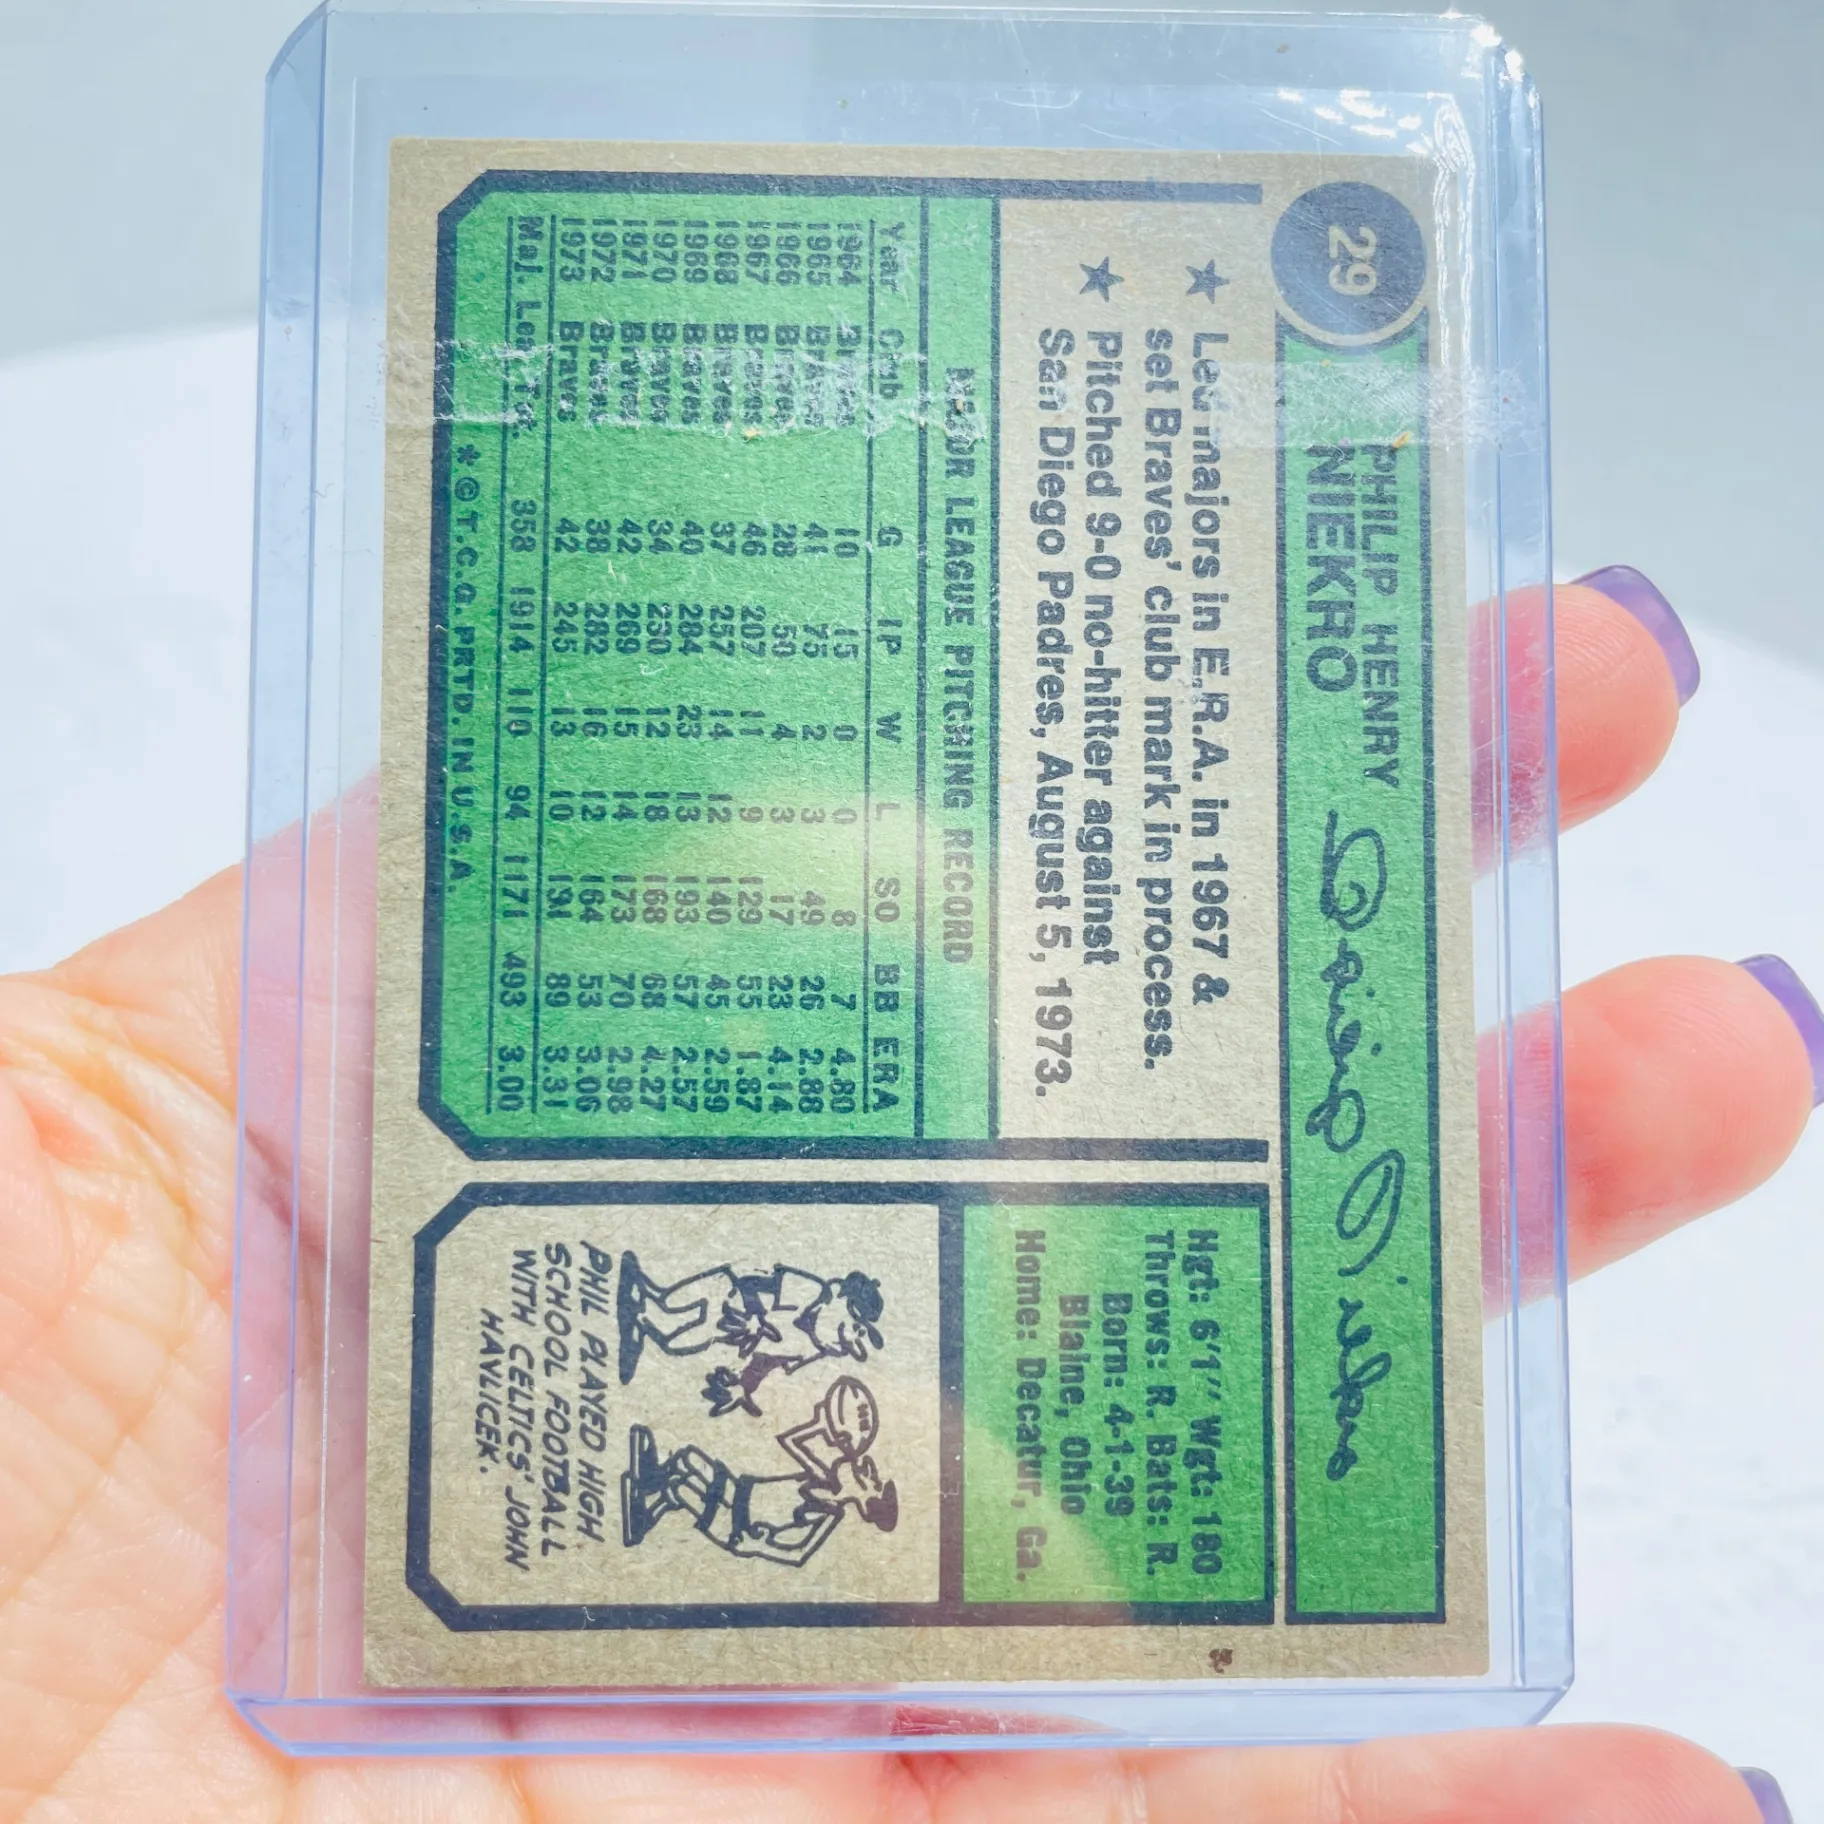 29
PHILIP HENRY
NIEKRO
★ Led majors in E.R.A. in 1967 &
set Braves' club mark in process.
★ Pitched 9-0 no-hitter against
San Diego Padres, August 5, 1973.
Hgt: 6'1" Wgt: 180
Throws: R. Bats: R.
Born: 4-1-39
Blaine, Ohio
Home: Decatur, Ga.
MAJOR LEAGUE PITCHING RECORD
Year Club G IP W L SO BB ERA
1964 Braves 10 15 0 0 8 7 4.80
1965 Braves 41 75 2 3 49 26 2.88
1966 Braves 28 50 4 3 17 23 4.14
1967 Braves 46 207 11 9 129 55 1.87
1968 Braves 37 257 14 12 140 45 2.59
1969 Braves 40 284 23 13 193 57 2.57
1970 Braves 34 230 12 18 168 68 4.27
1971 Braves 42 269 15 14 173 70 2.98
1972 Braves 38 282 16 12 164 53 3.06
1973 Braves 42 245 13 10 131 89 3.31
Maj. Lea. Tot. 358 1914 110 94 1171 493 3.00
*© T.C.G. PRTD. IN U.S.A.
PHIL PLAYED HIGH
SCHOOL FOOTBALL
WITH CELTICS' JOHN
HAVLICEK.